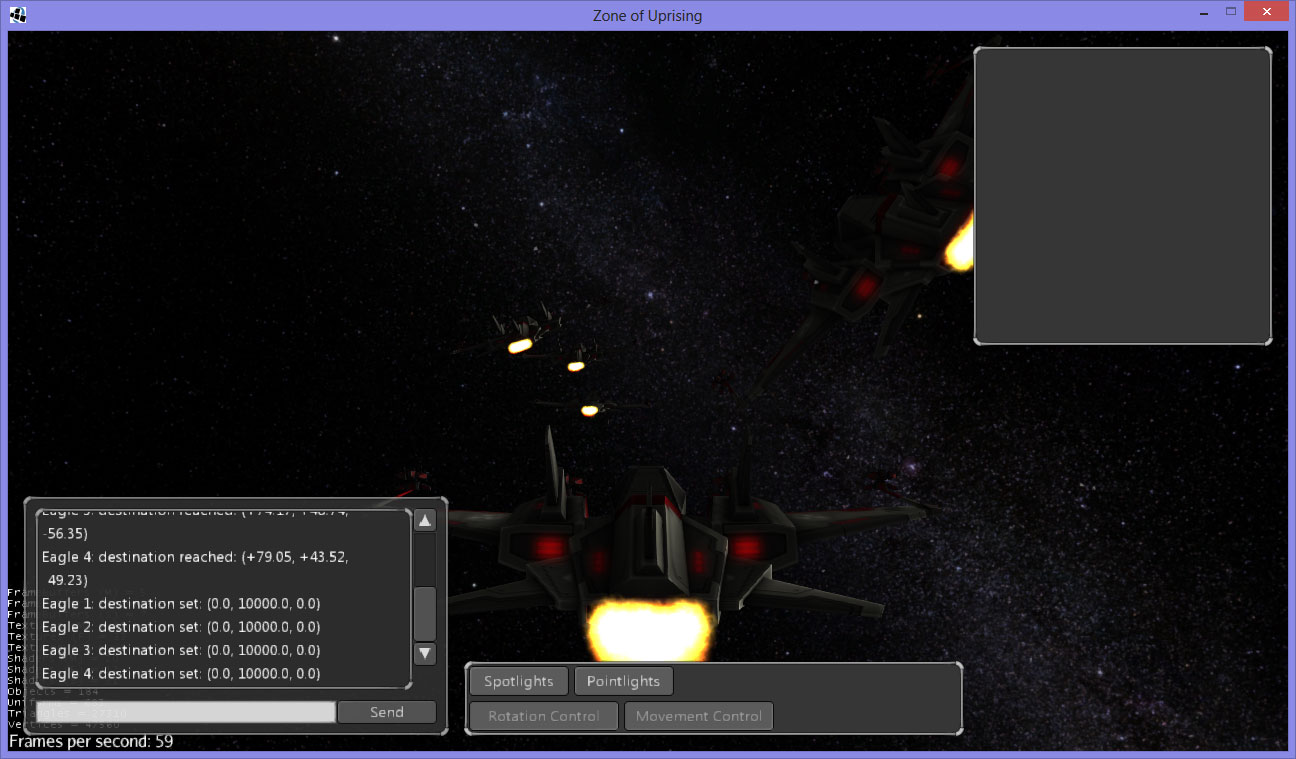 Zone of Uprising
-56.35)
Eagle 4: destination reached: (+79.05, +43.52,
49.23)
Eagle 1: destination set: (0.0, 10000.0, 0.0)
Eagle 2: destination set: (0.0, 10000.0, 0.0)
Eagle 3: destination set: (0.0, 10000.0, 0.0)
Eagle 4: destination set: (0.0, 10000.0, 0.0)
Send
Objects = 184
Frames per second: 59
Spotlights
Pointlights
Rotation Control
Movement Control